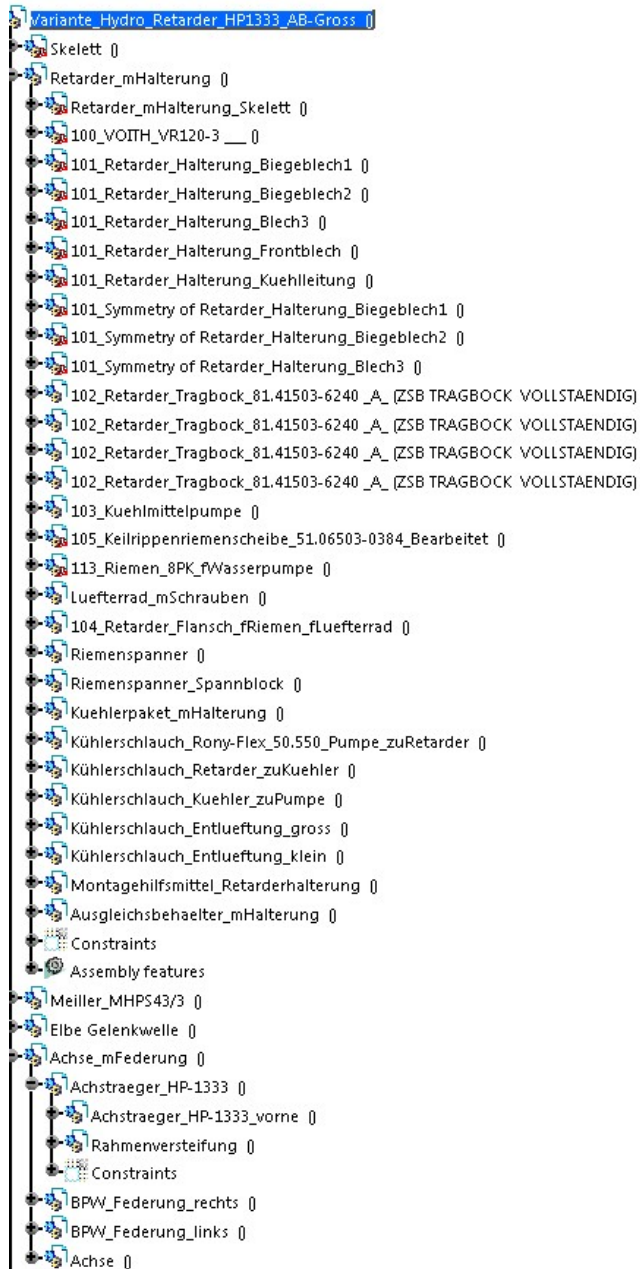 Variante_Hydro_Retarder_HP1333_AB-Gross ()
Skelett ()
Retarder_mHalterung ()
Retarder_mHalterung_Skelett ()
100_VOITH_VR120-3 __ ()
101_Retarder_Halterung_Biegeblech1 ()
101_Retarder_Halterung_Biegeblech2 ()
101_Retarder_Halterung_Blech3 ()
101_Retarder_Halterung_Frontblech ()
101_Retarder_Halterung_Kuehlleitung ()
101_Symmetry of Retarder_Halterung_Biegeblech1 ()
101_Symmetry of Retarder_Halterung_Biegeblech2 ()
101_Symmetry of Retarder_Halterung_Blech3 ()
102_Retarder_Tragbock_81.41503-6240 _A_ (ZSB TRAGBOCK VOLLSTAENDIG)
102_Retarder_Tragbock_81.41503-6240 _A_ (ZSB TRAGBOCK VOLLSTAENDIG)
102_Retarder_Tragbock_81.41503-6240 _A_ (ZSB TRAGBOCK VOLLSTAENDIG)
102_Retarder_Tragbock_81.41503-6240 _A_ (ZSB TRAGBOCK VOLLSTAENDIG)
103_Kuehlmittelpumpe ()
105_Keilrippenriemenscheibe_51.06503-0384_Bearbeitet ()
113_Riemen_8PK_fWasserpumpe ()
Luefterrad_mSchrauben ()
104_Retarder_Flansch_fRiemen_fLuefterrad ()
Riemenspanner ()
Riemenspanner_Spannblock ()
Kuehlerpaket_mHalterung ()
Kühlerschlauch_Rony-Flex_50.550_Pumpe_zuRetarder ()
Kühlerschlauch_Retarder_zuKuehler ()
Kühlerschlauch_Kuehler_zuPumpe ()
Kühlerschlauch_Entlueftung_gross ()
Kühlerschlauch_Entlueftung_klein ()
Montagehilfsmittel_Retarderhalterung ()
Ausgleichsbehaelter_mHalterung ()
Constraints
Assembly features
Meiller_MHPS43/3 ()
Elbe Gelenkwelle ()
Achse_mFederung ()
Achstraeger_HP-1333 ()
Achstraeger_HP-1333_vorne ()
Rahmenversteifung ()
Constraints
BPW_Federung_rechts ()
BPW_Federung_links ()
Achse ()